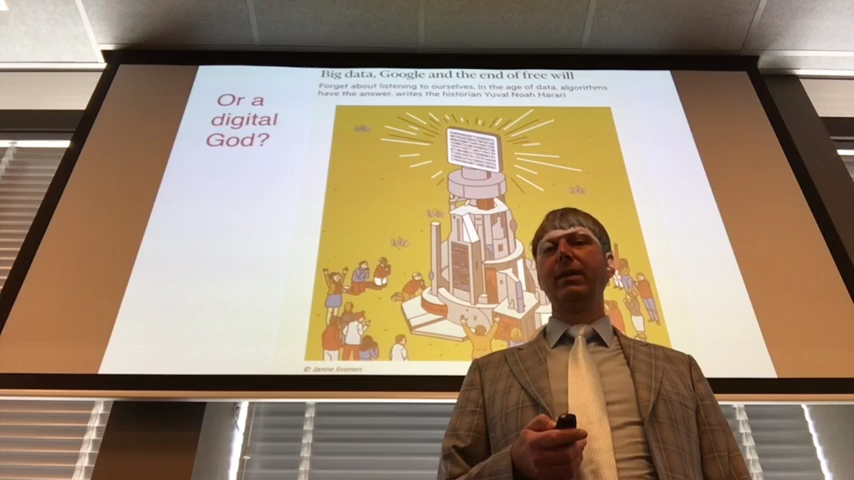 Big data, Google and the end of free will
Forget about listening to ourselves. In the age of data, algorithms
have the answer, writes the historian Yuval Noah Harari
Or a
digital
God?
© Janne Iivonen